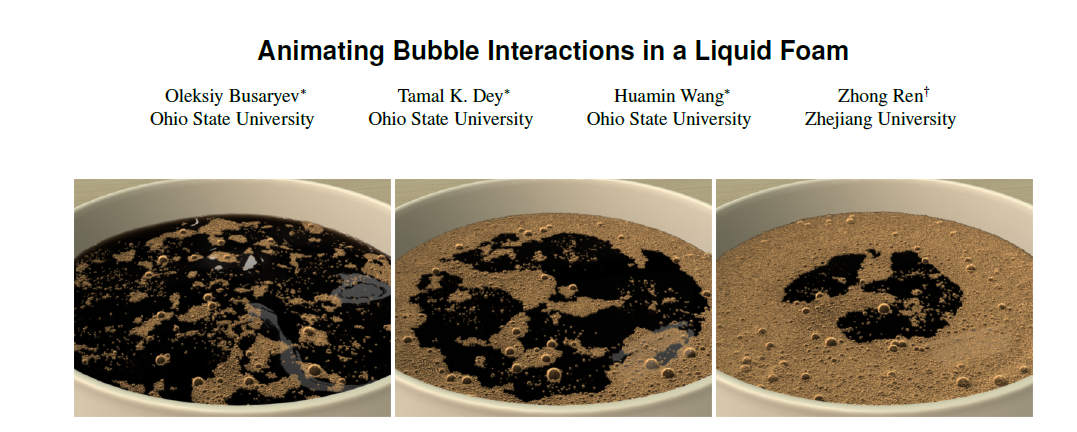 Animating Bubble Interactions in a Liquid Foam
Oleksiy Busaryev* Tamal K. Dey* Huamin Wang* Zhong Ren†
Ohio State University Ohio State University Ohio State University Zhejiang University